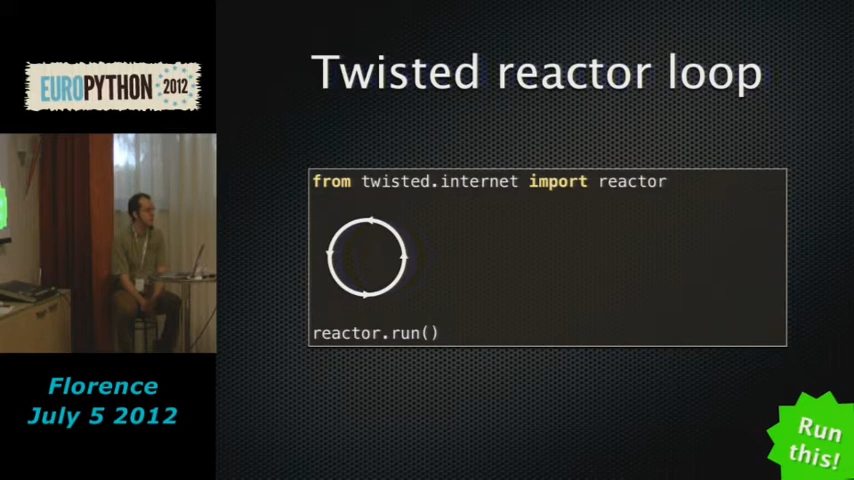 EUROPYTHON 2012
Florence
July 5 2012
Twisted reactor loop
from twisted.internet import reactor
reactor.run()
Run
this!